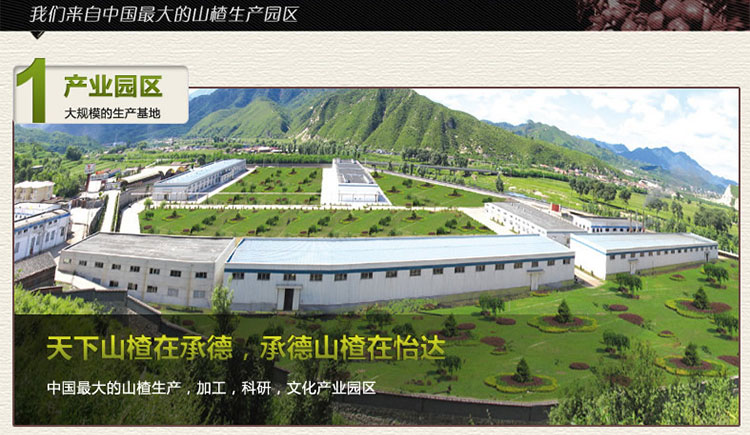 我们来自中国最大的山楂生产园区
1
产业园区
大规模的生产基地
天下山楂在承德，承德山楂在怡达
中国最大的山楂生产，加工，科研，文化产业园区